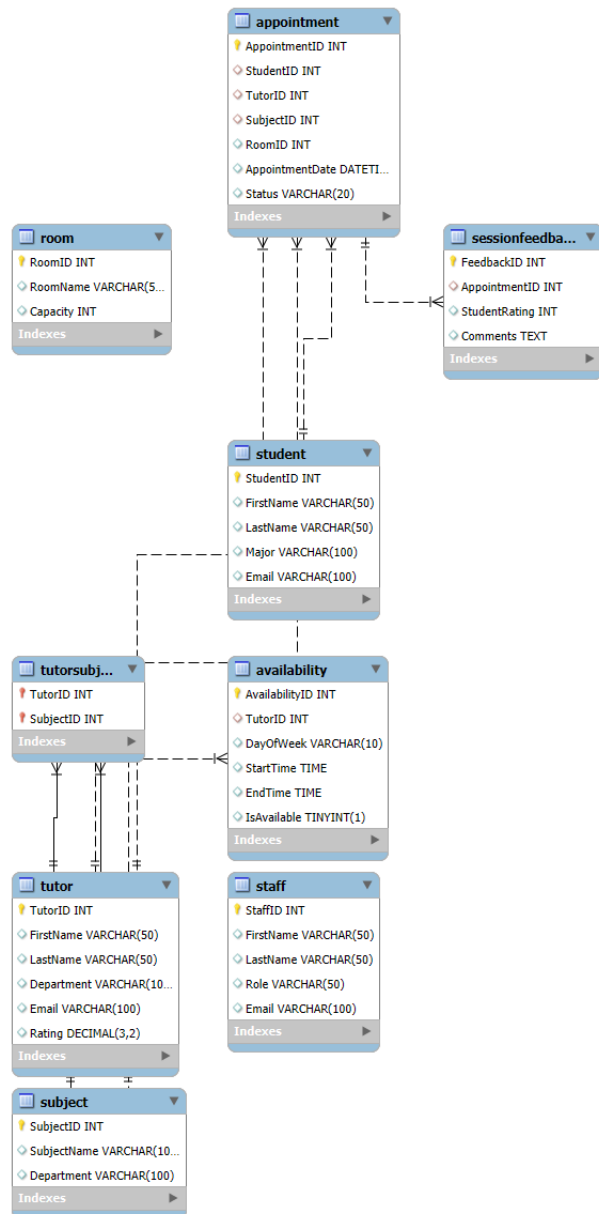 appointment
AppointmentID INT
StudentID INT
TutorID INT
SubjectID INT
RoomID INT
AppointmentDate DATETI...
Status VARCHAR(20)
Indexes
room
RoomID INT
RoomName VARCHAR(5...
Capacity INT
Indexes
sessionfeedba...
FeedbackID INT
AppointmentID INT
StudentRating INT
Comments TEXT
Indexes
student
StudentID INT
FirstName VARCHAR(50)
LastName VARCHAR(50)
Major VARCHAR(100)
Email VARCHAR(100)
Indexes
tutorsubj...
TutorID INT
SubjectID INT
Indexes
availability
AvailabilityID INT
TutorID INT
DayOfWeek VARCHAR(10)
StartTime TIME
EndTime TIME
IsAvailable TINYINT(1)
Indexes
tutor
TutorID INT
FirstName VARCHAR(50)
LastName VARCHAR(50)
Department VARCHAR(10...
Email VARCHAR(100)
Rating DECIMAL(3,2)
Indexes
staff
StaffID INT
FirstName VARCHAR(50)
LastName VARCHAR(50)
Role VARCHAR(50)
Email VARCHAR(100)
Indexes
subject
SubjectID INT
SubjectName VARCHAR(10...
Department VARCHAR(100)
Indexes